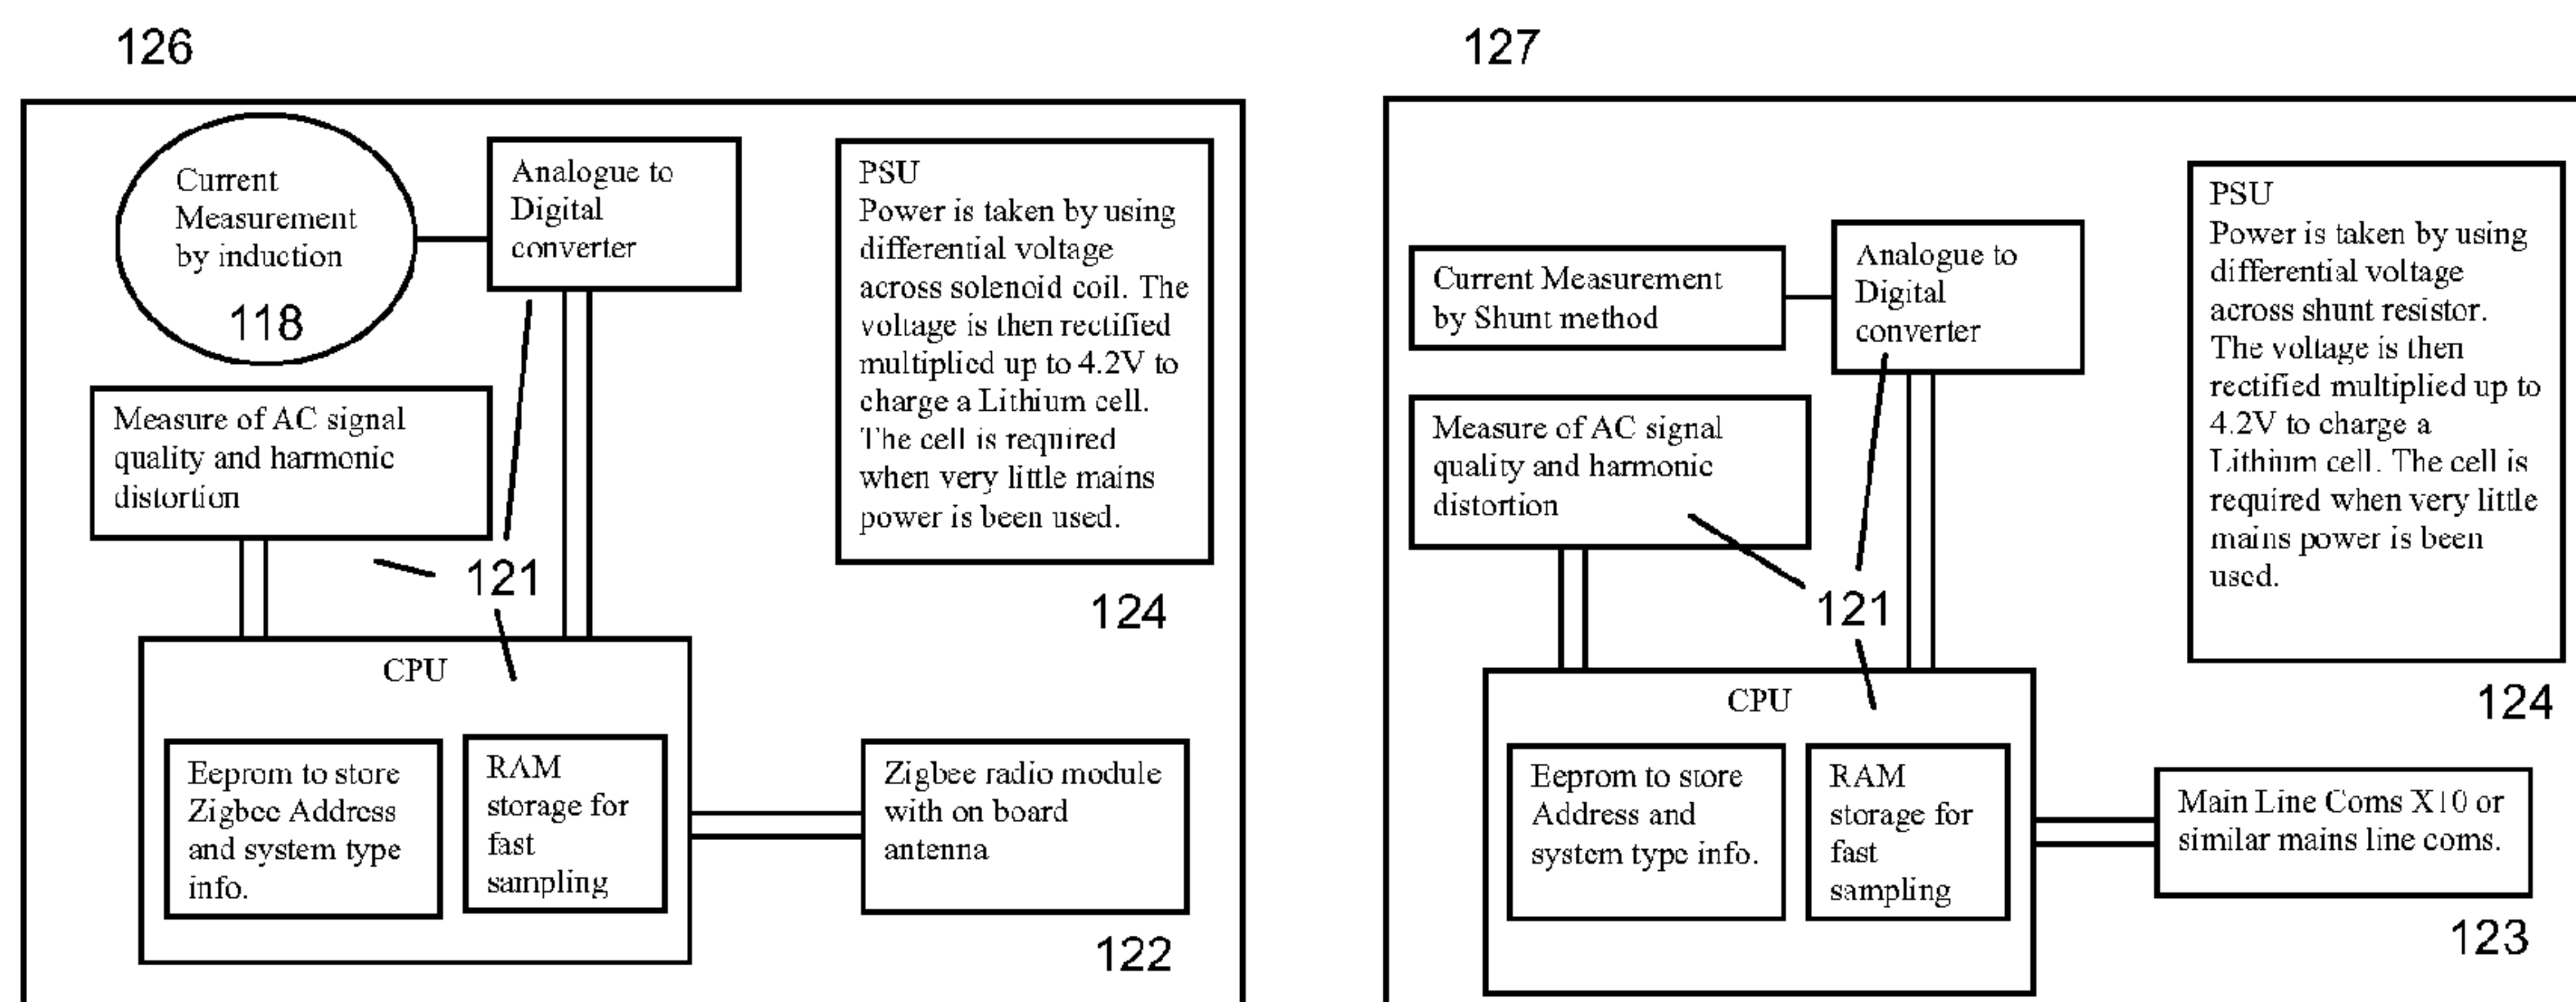 126
Current
Measurement
by induction
118
Analogue to
Digital
converter
PSU
Power is taken by using
differential voltage
across solenoid coil. The
voltage is then rectified
multiplied up to 4.2V to
charge a Lithium cell.
The cell is required
when very little mains
power is been used.
124
Measure of AC signal
quality and harmonic
distortion
121
CPU
Eeprom to store
Zigbee Address
and system type
info.
RAM
storage for
fast
sampling
Zigbee radio module
with on board
antenna
122
127
Current Measurement
by Shunt method
Analogue to
Digital
converter
PSU
Power is taken by using
differential voltage
across shunt resistor.
The voltage is then
rectified multiplied up to
4.2V to charge a
Lithium cell. The cell is
required when very little
mains power is been
used.
124
Measure of AC signal
quality and harmonic
distortion
121
CPU
Eeprom to store
Address and
system type info.
RAM
storage for
fast
sampling
Main Line Coms X10 or
similar mains line coms.
123